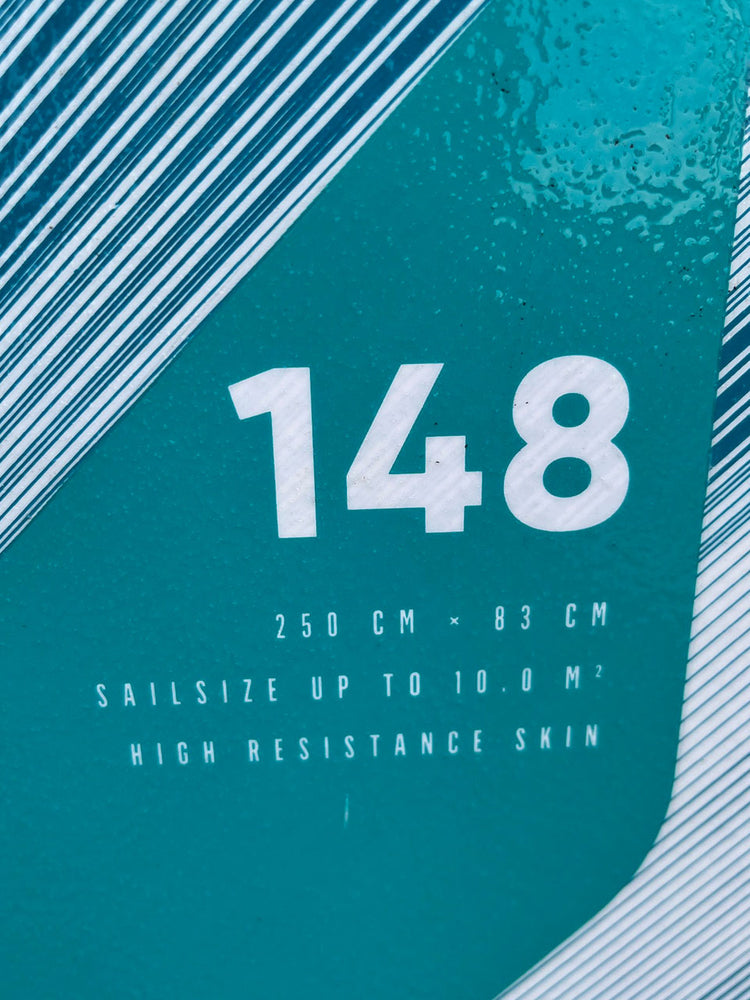 148
250 CM × 83 CM
SAILSIZE UP TO 10.0 M²
HIGH RESISTANCE SKIN